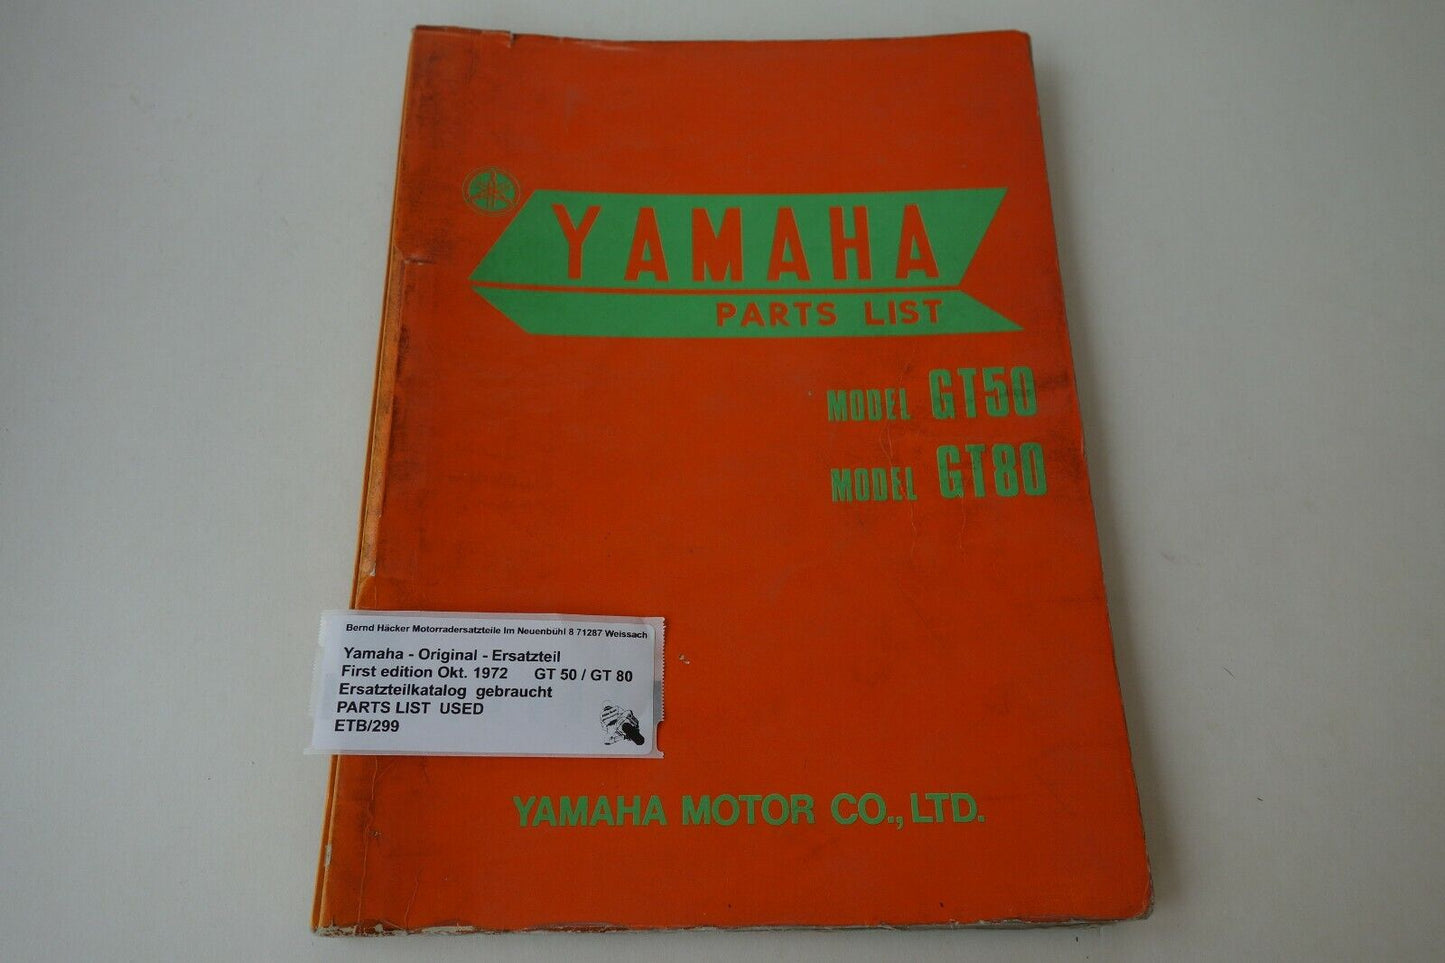 YAMAHA
PARTS LIST
MODEL GT50
MODEL GT80
Bernd Häcker Motorradersatzteile Im Neuenbühl 8 71287 Weissach
Yamaha - Original - Ersatzteil
First edition Okt. 1972 GT 50 / GT 80
Ersatzteilkatalog gebraucht
PARTS LIST USED
ETB/299
YAMAHA MOTOR CO., LTD.